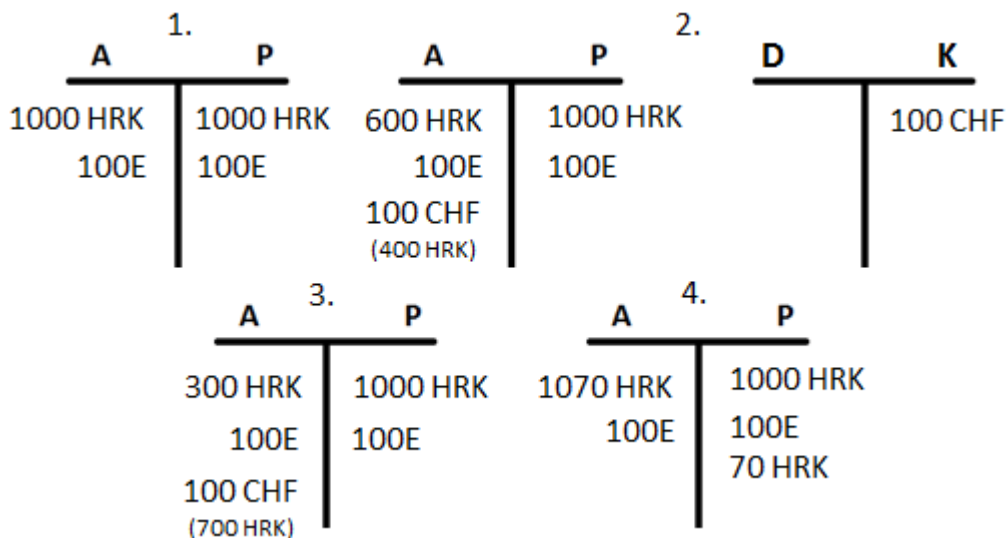 1.
A P
1000 HRK 1000 HRK
100E 100E
2.
A P
600 HRK 1000 HRK
100E 100E
100 CHF
(400 HRK)
D K
100 CHF
3.
A P
300 HRK 1000 HRK
100E 100E
100 CHF
(700 HRK)
4.
A P
1070 HRK 1000 HRK
100E 100E
70 HRK